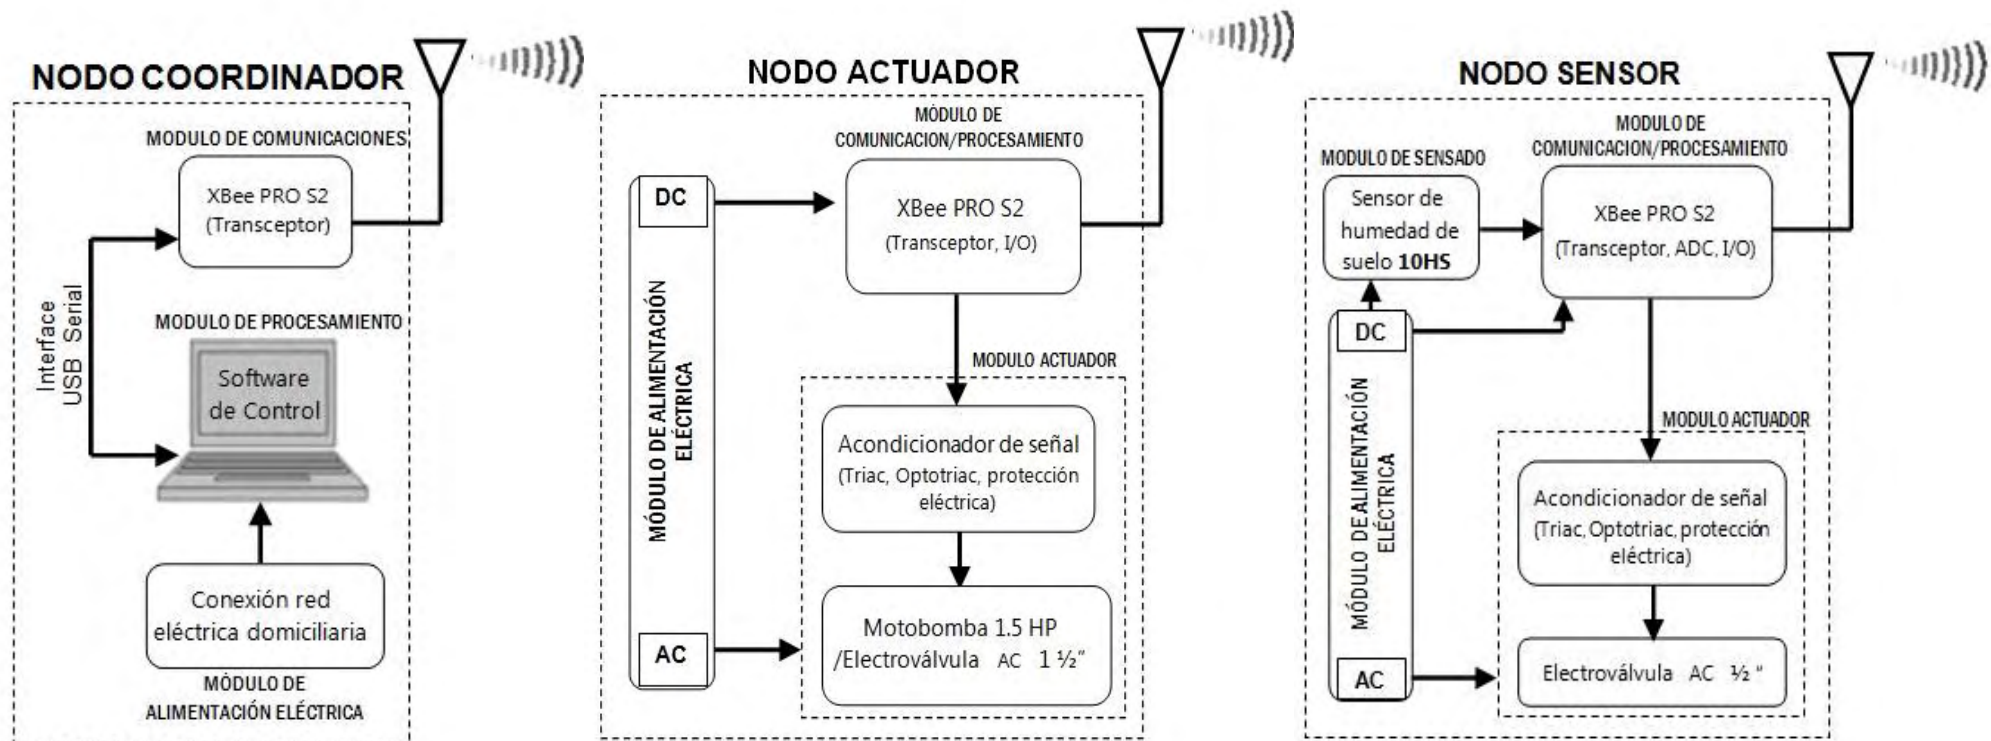 NODO COORDINADOR
MODULO DE COMUNICACIONES
XBee PRO S2
(Transceptor)
Interface
USB Serial
MODULO DE PROCESAMIENTO
Software
de Control
Conexión red
eléctrica domiciliaria
MÓDULO DE
ALIMENTACIÓN ELÉCTRICA
NODO ACTUADOR
MÓDULO DE
COMUNICACION/PROCESAMIENTO
DC
XBee PRO S2
(Transceptor, I/O)
MÓDULO DE ALIMENTACIÓN
ELÉCTRICA
MODULO ACTUADOR
Acondicionador de señal
(Triac, Optotriac, protección
eléctrica)
AC
Motobomba 1.5 HP
/Electroválvula AC 1 ½"
NODO SENSOR
MODULO DE
COMUNICACION/PROCESAMIENTO
MODULO DE SENSADO
Sensor de
humedad de
suelo 10HS
XBee PRO S2
(Transceptor, ADC, I/O)
DC
MÓDULO DE ALIMENTACIÓN
ELÉCTRICA
MODULO ACTUADOR
Acondicionador de señal
(Triac, Optotriac, protección
eléctrica)
AC
Electroválvula AC ½ "